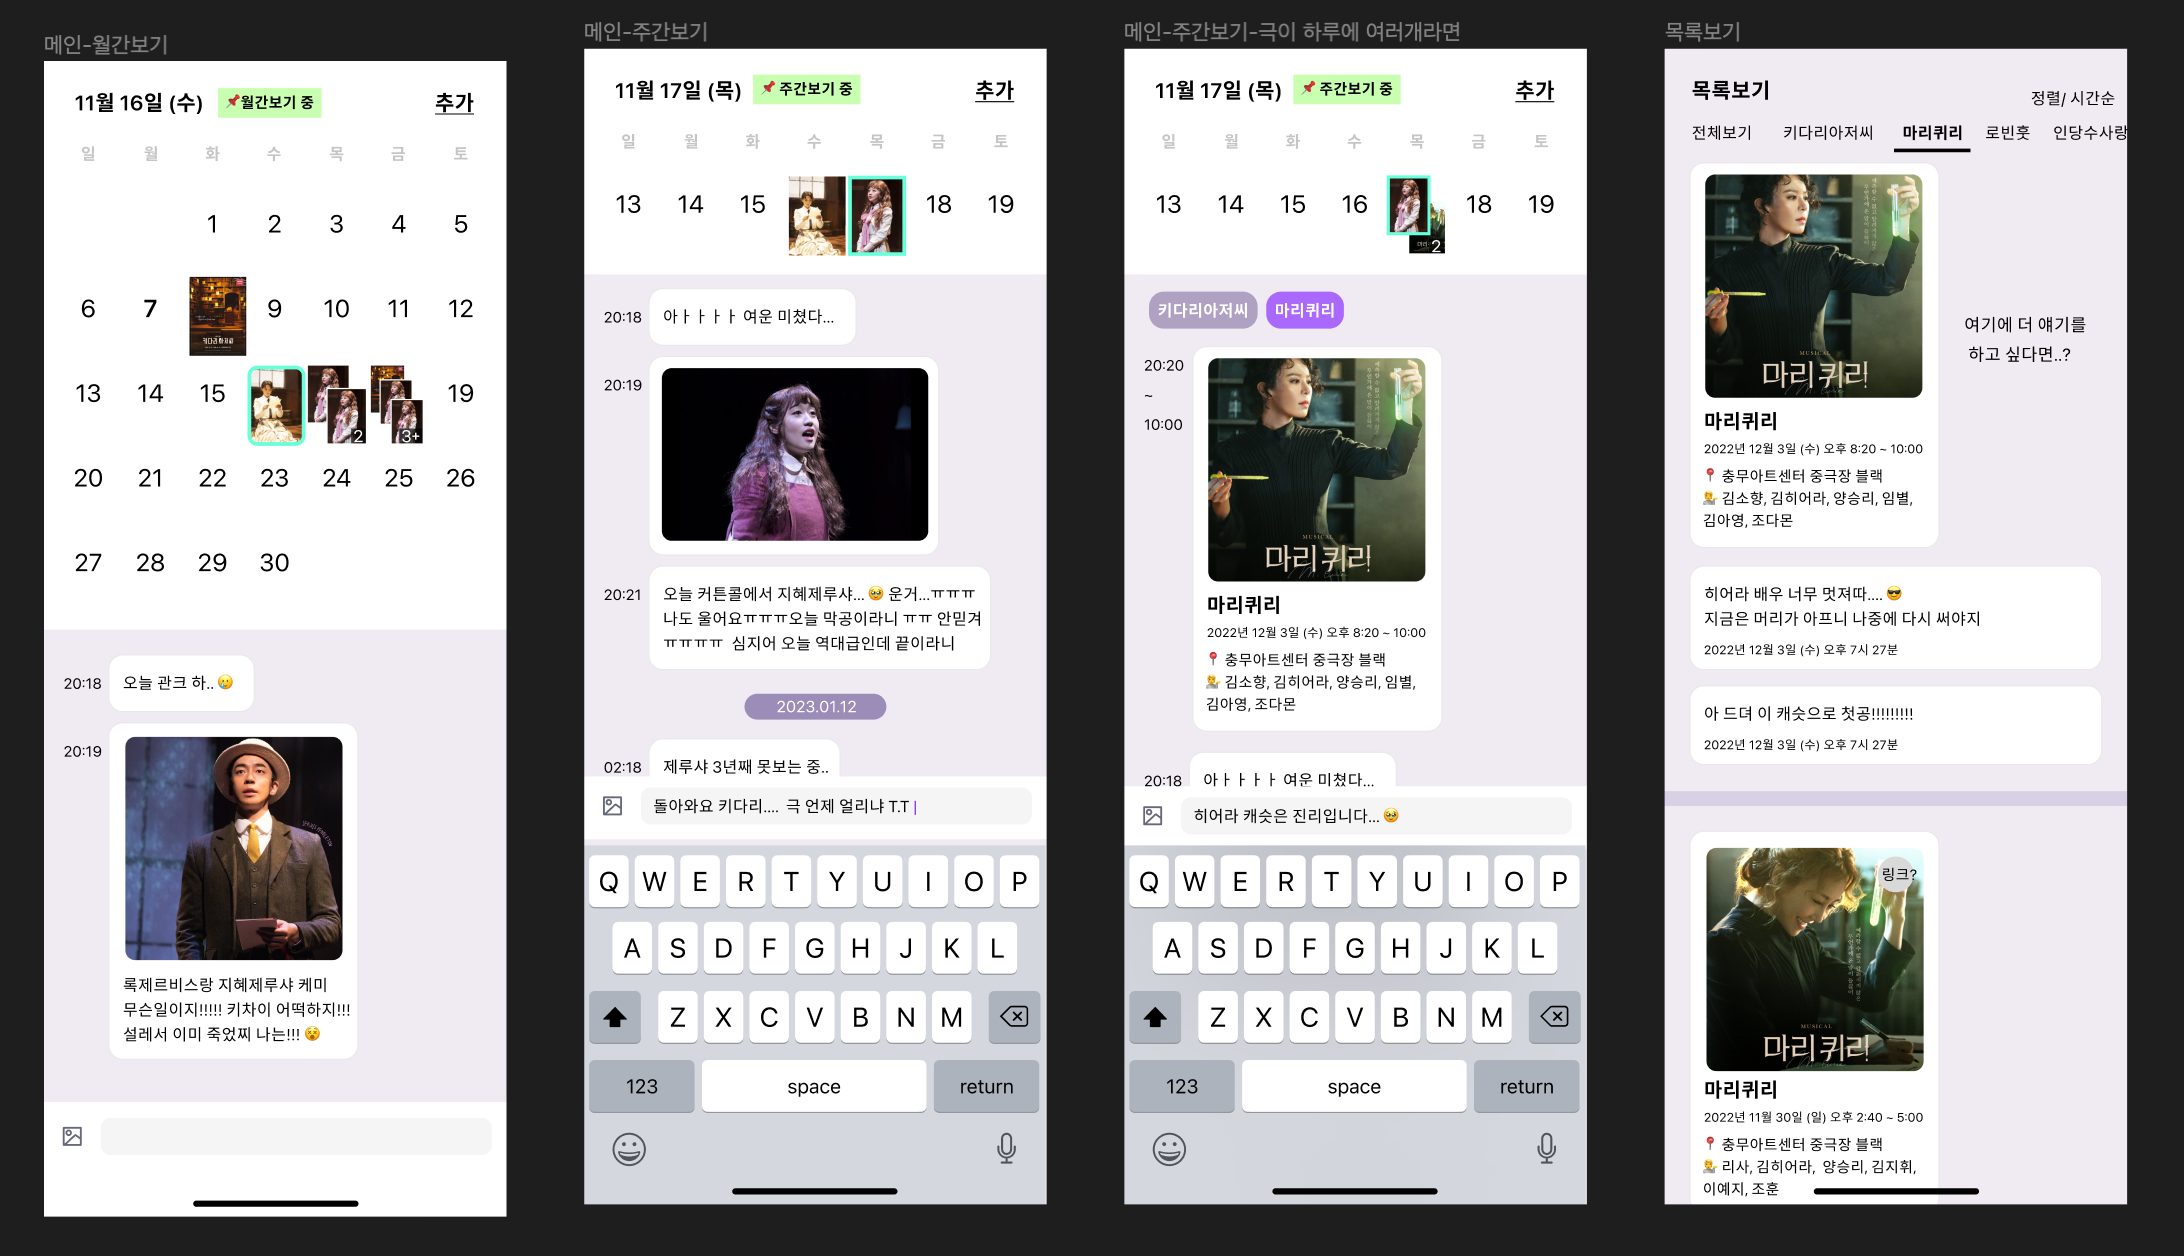 메인-월간보기
11월 16일 (수)
📌월간보기 중
추가
일 월 화 수 목 금 토
1 2 3 4 5
6 7 9 10 11 12
키다리 아저씨
13 14 15 2 3+ 19
20 21 22 23 24 25 26
27 28 29 30
20:18 오늘 관크 하.. 🥲
20:19
록제르비스랑 지혜제루샤 케미
무슨일이지!!!!! 키차이 어떡하지!!!
설레서 이미 죽었찌 나는!!! 😵
메인-주간보기
11월 17일 (목)
📌 주간보기 중
추가
일 월 화 수 목 금 토
13 14 15 18 19
20:18 아ㅏㅏㅏㅏ 여운 미쳤다...
20:19
20:21 오늘 커튼콜에서 지혜제루샤... 🥹 운거...ㅠㅠㅠ
나도 울어요ㅠㅠㅠ오늘 막공이라니 ㅠㅠ 안믿겨
ㅠㅠㅠㅠ 심지어 오늘 역대급인데 끝이라니
2023.01.12
02:18 제루샤 3년째 못보는 중..
돌아와요 키다리.... 극 언제 얼리냐 T.T |
Q W E R T Y U I O P
A S D F G H J K L
Z X C V B N M
123 space return
메인-주간보기-극이 하루에 여러개라면
11월 17일 (목)
📌 주간보기 중
추가
일 월 화 수 목 금 토
13 14 15 16 2 18 19
키다리아저씨 마리퀴리
20:20
~
10:00
MUSICAL
마리 퀴리
마리퀴리
2022년 12월 3일 (수) 오후 8:20 ~ 10:00
📍 충무아트센터 중극장 블랙
💁 김소향, 김히어라, 양승리, 임별,
김아영, 조다몬
20:18 아ㅏㅏㅏㅏ 여운 미쳤다...
히어라 캐슷은 진리입니다... 🥹
Q W E R T Y U I O P
A S D F G H J K L
Z X C V B N M
123 space return
목록보기
목록보기
정렬/ 시간순
전체보기 키다리아저씨 마리퀴리 로빈훗 인당수사랑
MUSICAL
마리 퀴리
여기에 더 얘기를
하고 싶다면..?
마리퀴리
2022년 12월 3일 (수) 오후 8:20 ~ 10:00
📍 충무아트센터 중극장 블랙
💁 김소향, 김히어라, 양승리, 임별,
김아영, 조다몬
히어라 배우 너무 멋져따.... 😎
지금은 머리가 아프니 나중에 다시 써야지
2022년 12월 3일 (수) 오후 7시 27분
아 드뎌 이 캐슷으로 첫공!!!!!!!!!
2022년 12월 3일 (수) 오후 7시 27분
링크?
MUSICAL
마리 퀴리
마리퀴리
2022년 11월 30일 (일) 오후 2:40 ~ 5:00
📍 충무아트센터 중극장 블랙
💁 리사, 김히어라, 양승리, 김지휘,
이예지, 조훈